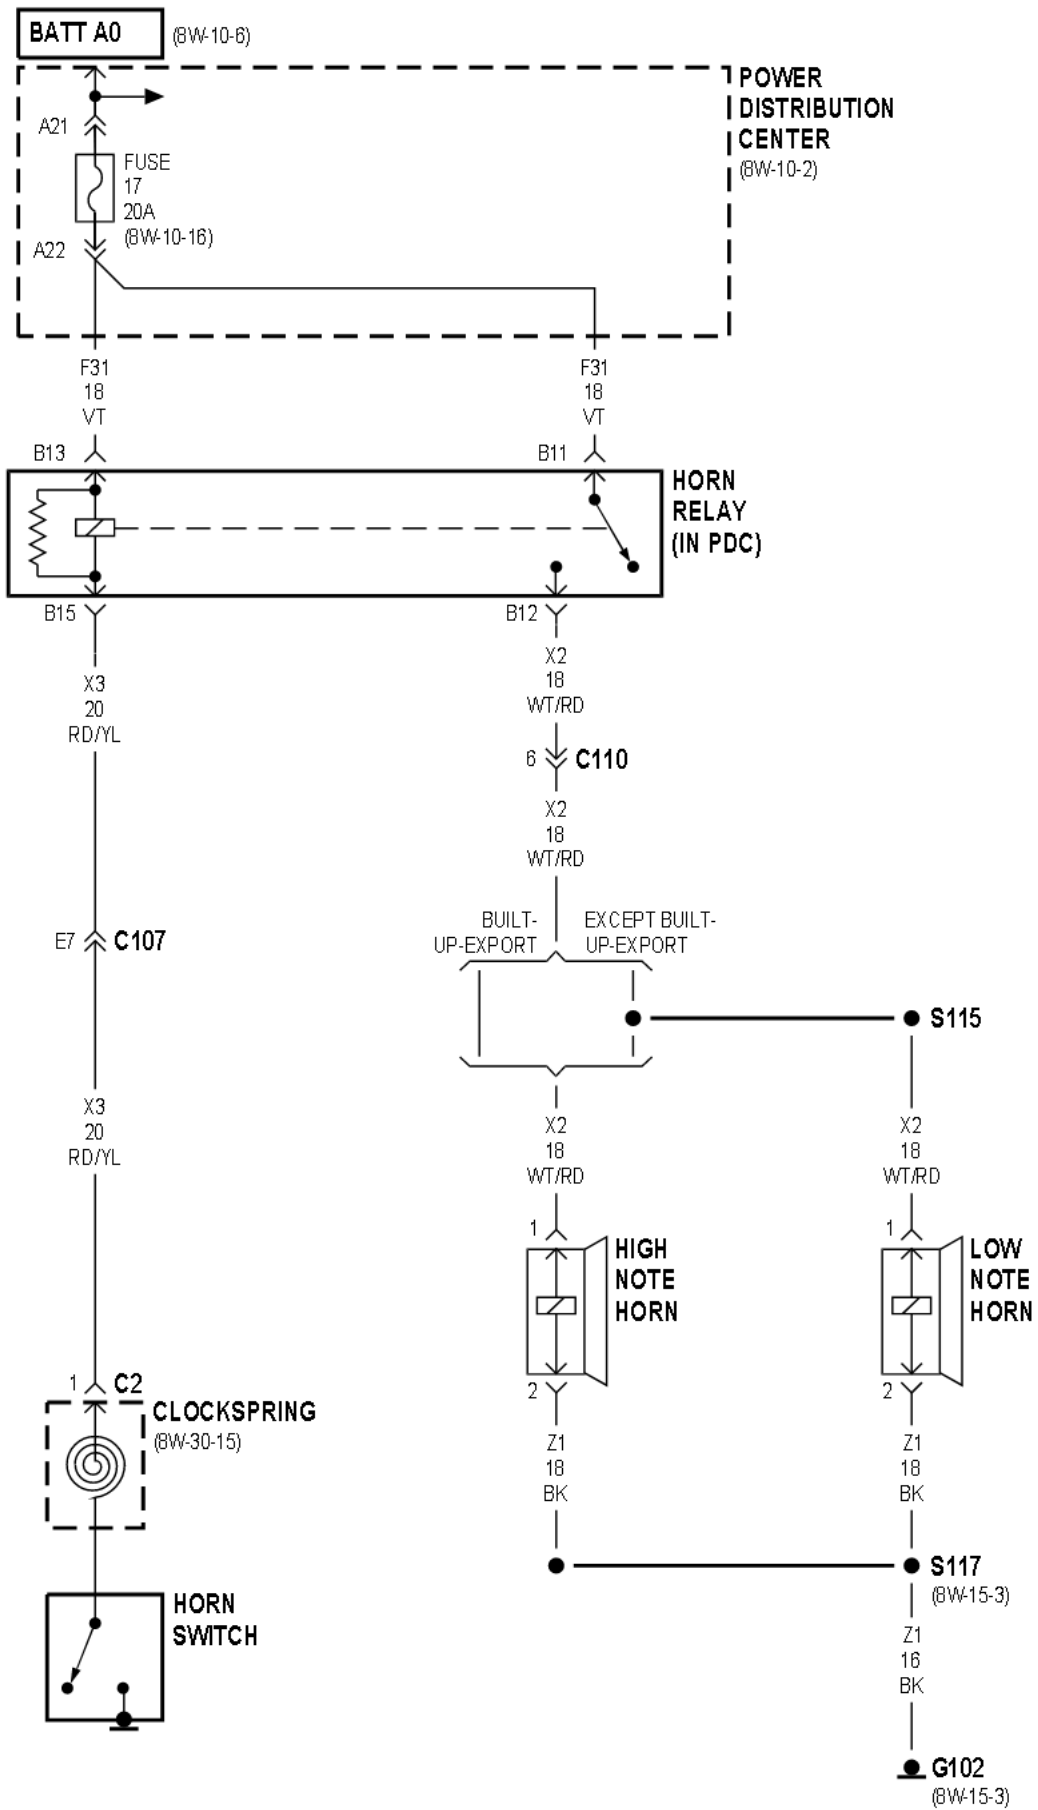 BATT A0 (8W-10-6)
POWER
DISTRIBUTION
CENTER
(8W-10-2)
A21
FUSE
17
20A
(8W-10-16)
A22
F31
18
VT
F31
18
VT
B13
B11
HORN
RELAY
(IN PDC)
B15
B12
X3
20
RD/YL
X2
18
WT/RD
6 C110
X2
18
WT/RD
BUILT-
UP-EXPORT
EXCEPT BUILT-
UP-EXPORT
E7 C107
S115
X3
20
RD/YL
X2
18
WT/RD
X2
18
WT/RD
1
HIGH
NOTE
HORN
2
1
LOW
NOTE
HORN
2
1 C2
CLOCKSPRING
(8W-30-15)
Z1
18
BK
Z1
18
BK
S117
(8W-15-3)
HORN
SWITCH
Z1
16
BK
G102
(8W-15-3)